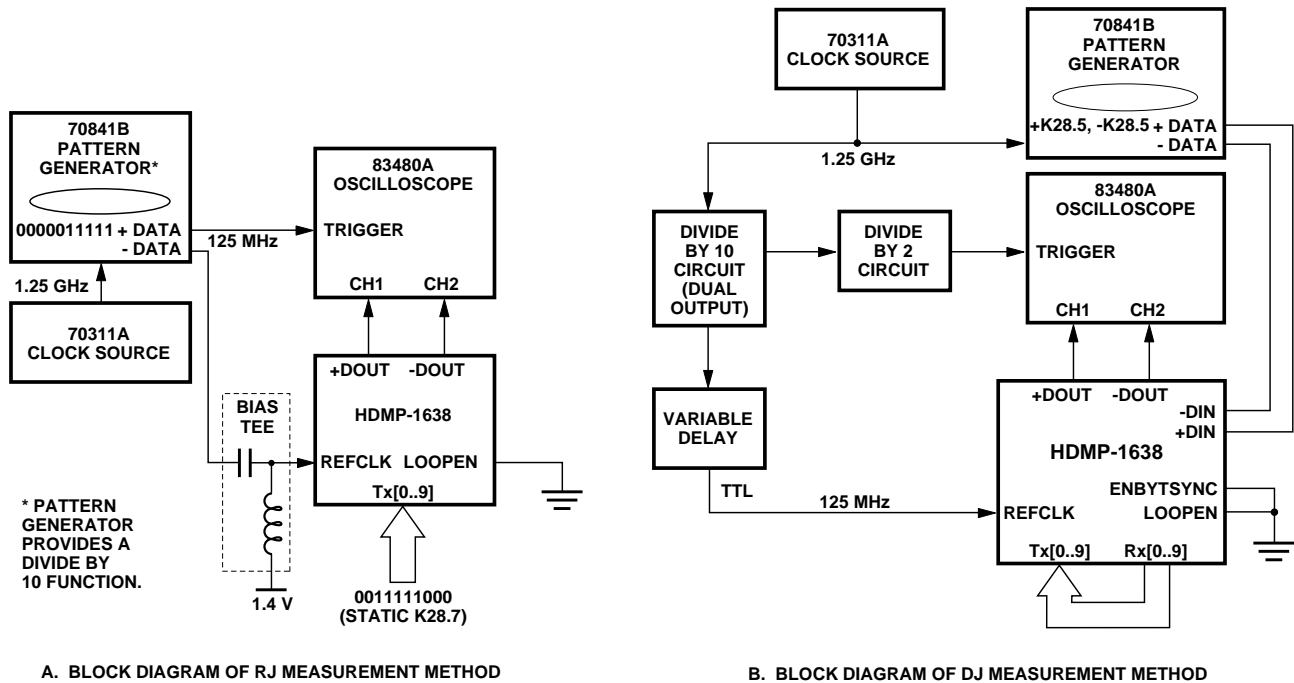 70841B
PATTERN
GENERATOR*
0000011111 + DATA
- DATA
1.25 GHz
70311A
CLOCK SOURCE
125 MHz
83480A
OSCILLOSCOPE
TRIGGER
CH1 CH2
+DOUT -DOUT
HDMP-1638
REFCLK LOOPEN
Tx[0..9]
BIAS
TEE
1.4 V
0011111000
(STATIC K28.7)
* PATTERN
GENERATOR
PROVIDES A
DIVIDE BY
10 FUNCTION.
A. BLOCK DIAGRAM OF RJ MEASUREMENT METHOD
70311A
CLOCK SOURCE
1.25 GHz
70841B
PATTERN
GENERATOR
+K28.5, -K28.5 + DATA
- DATA
DIVIDE
BY 10
CIRCUIT
(DUAL
OUTPUT)
DIVIDE
BY 2
CIRCUIT
83480A
OSCILLOSCOPE
TRIGGER
CH1 CH2
VARIABLE
DELAY
TTL
125 MHz
+DOUT -DOUT
-DIN
+DIN
HDMP-1638
ENBYTSYNC
REFCLK LOOPEN
Tx[0..9] Rx[0..9]
B. BLOCK DIAGRAM OF DJ MEASUREMENT METHOD